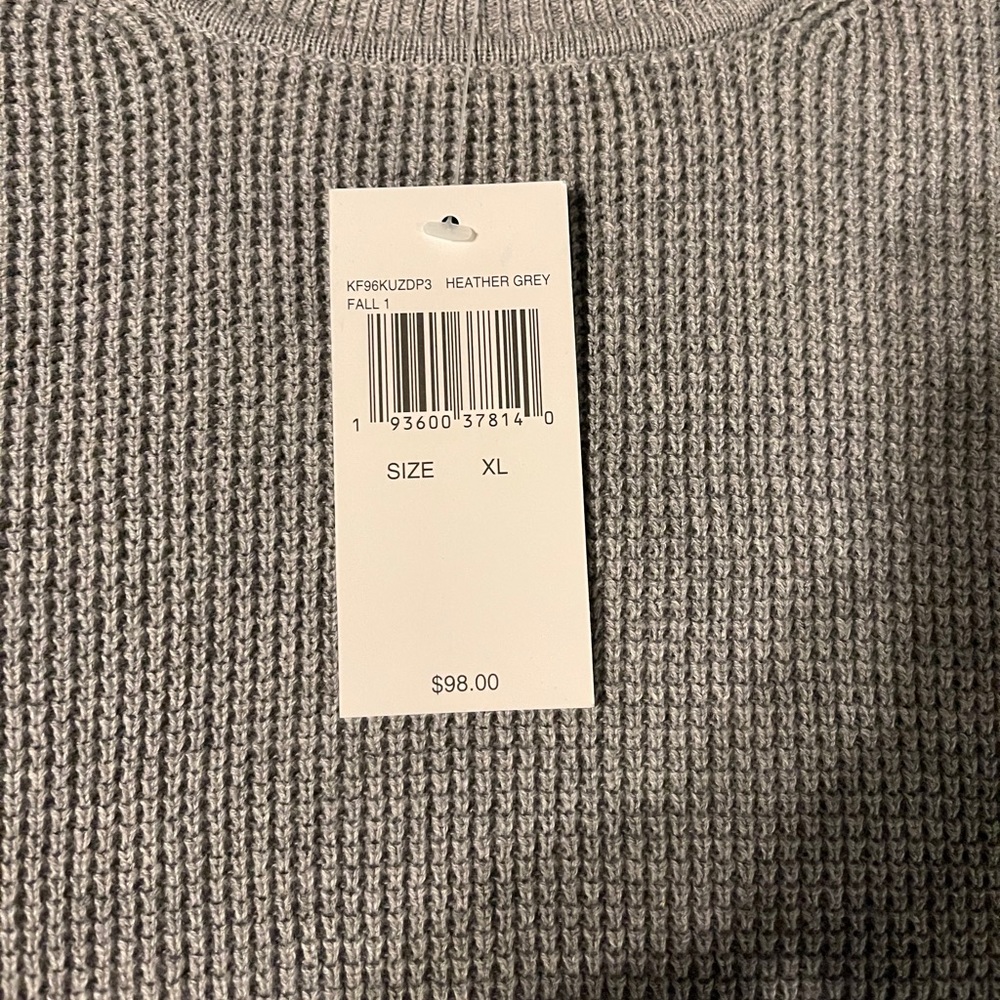 KF96KUZDP3 HEATHER GREY
FALL 1
1 93600 37814 0
SIZE XL
$98.00